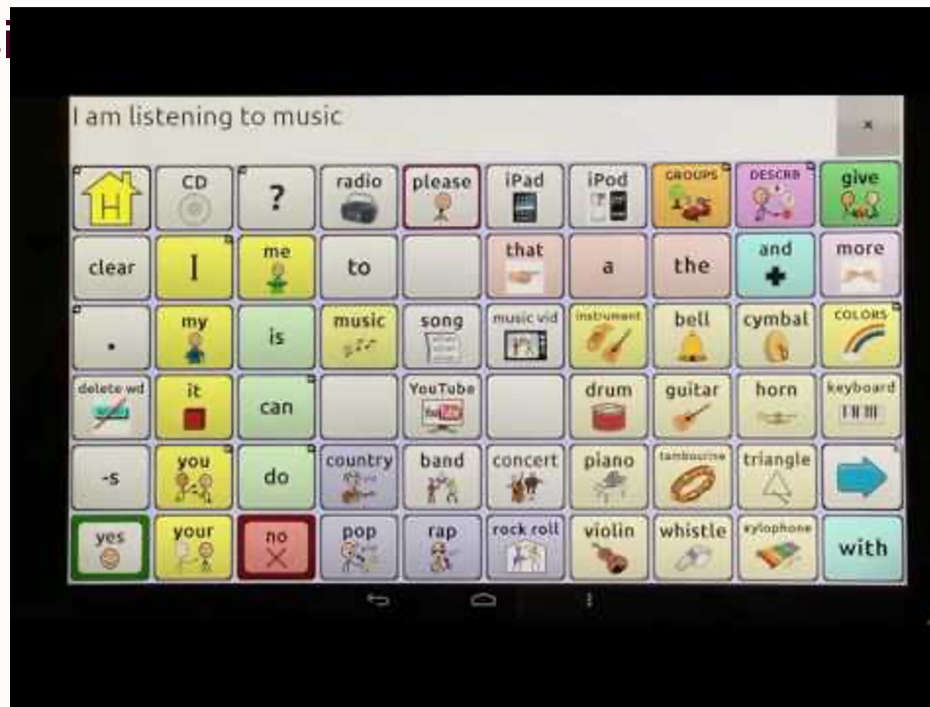 I am listening to music
×
H CD ? radio please iPad iPod GROUPS DESCRB give
clear I me to that a the and more
. my is music song music vid instrument bell cymbal COLORS
delete wd it can YouTube drum guitar horn keyboard
-s you do country band concert piano tambourine triangle
yes your no pop rap rock roll violin whistle xylophone with